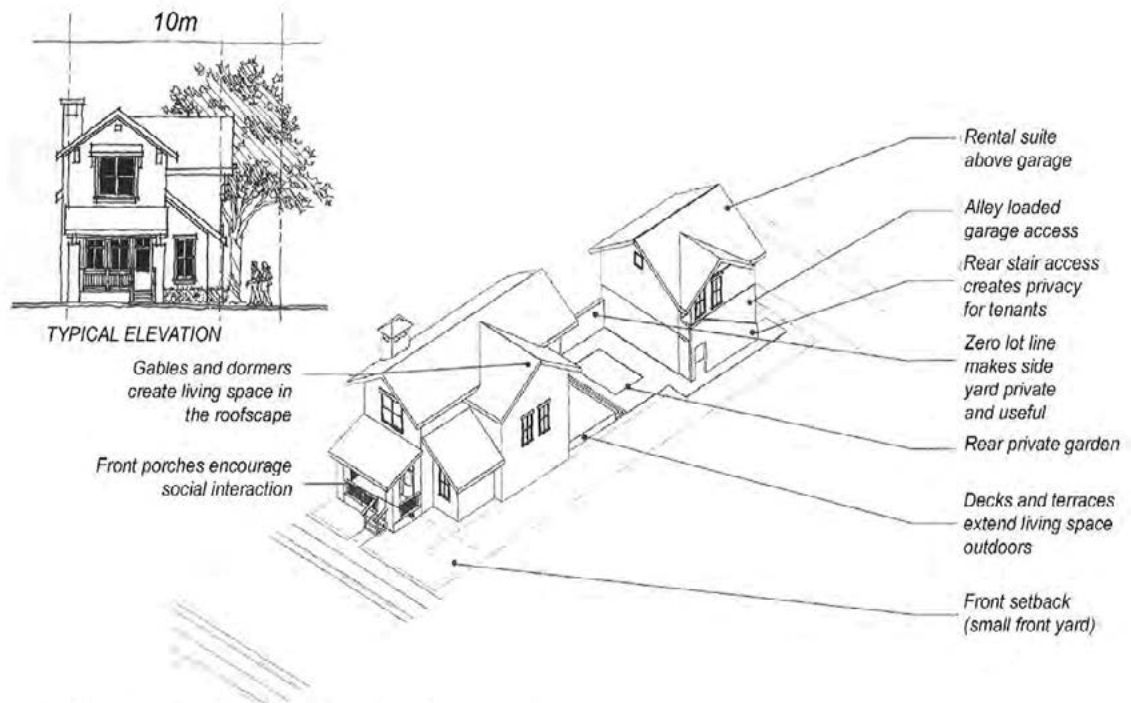 10m
TYPICAL ELEVATION
Gables and dormers
create living space in
the roofscape
Front porches encourage
social interaction
Rental suite
above garage
Alley loaded
garage access
Rear stair access
creates privacy
for tenants
Zero lot line
makes side
yard private
and useful
Rear private garden
Decks and terraces
extend living space
outdoors
Front setback
(small front yard)